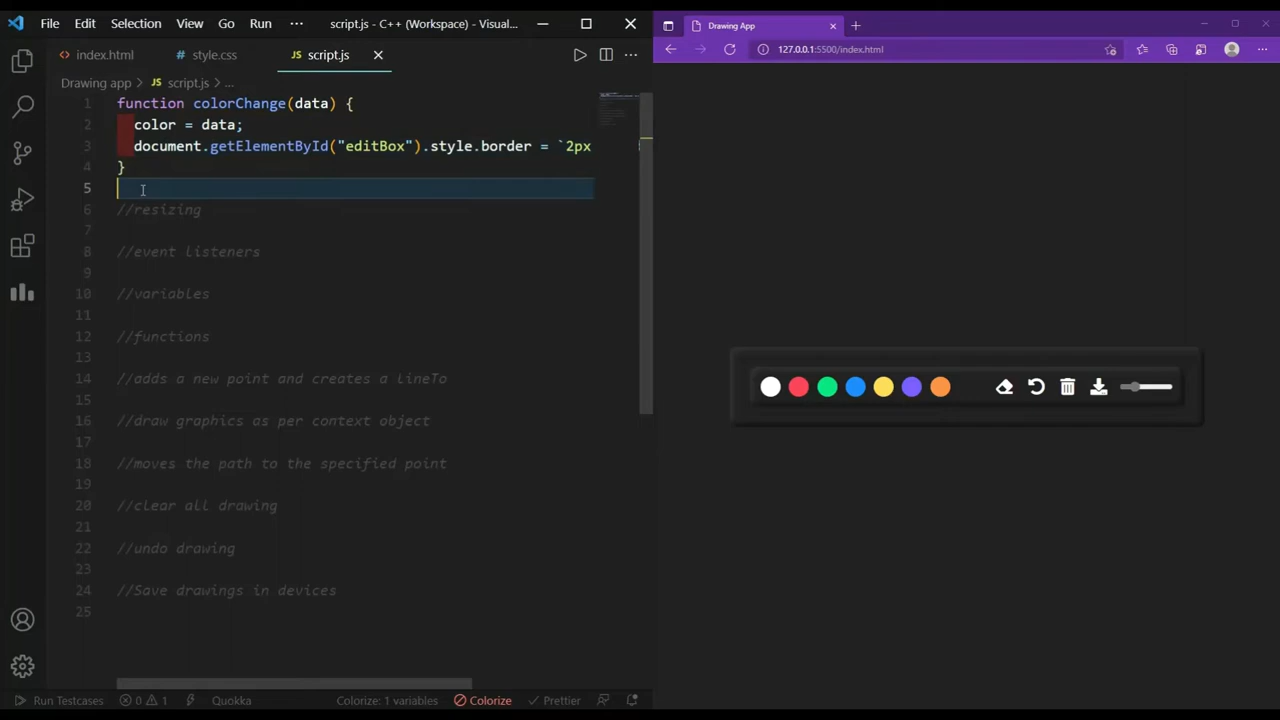 File Edit Selection View Go Run ··· script.js - C++ (Workspace) - Visual...
index.html # style.css JS script.js
Drawing app > JS script.js > ...
1 function colorChange(data) {
2 color = data;
3 document.getElementById("editBox").style.border = `2px
4 }
5
6 //resizing
7
8 //event listeners
9
10 //variables
11
12 //functions
13
14 //adds a new point and creates a lineTo
15
16 //draw graphics as per context object
17
18 //moves the path to the specified point
19
20 //clear all drawing
21
22 //undo drawing
23
24 //Save drawings in devices
25
Run Testcases 0 1 Quokka Colorize: 1 variables Colorize Prettier
Drawing App
127.0.0.1:5500/index.html